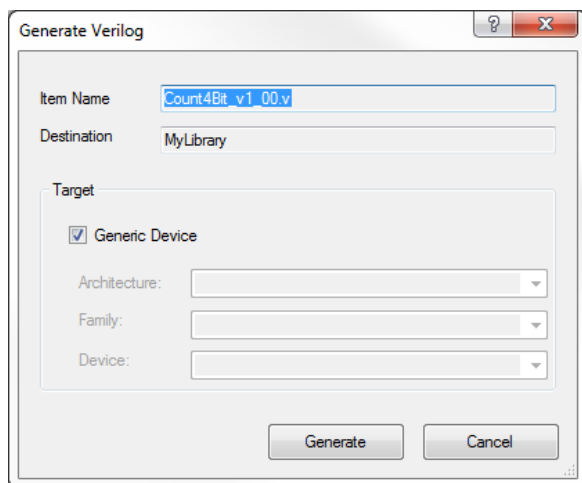 Generate Verilog
Item Name Count4Bit_v1_00.v
Destination MyLibrary
Target
Generic Device
Architecture:
Family:
Device:
Generate Cancel